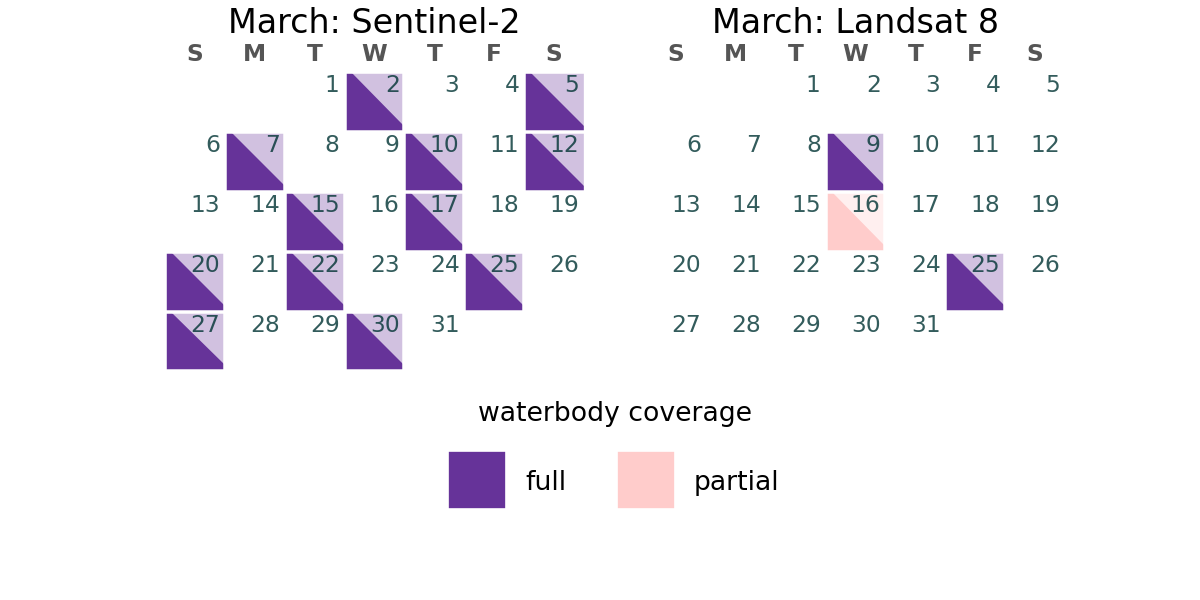 March: Sentinel-2
S M T W T F S
1 2 3 4 5
6 7 8 9 10 11 12
13 14 15 16 17 18 19
20 21 22 23 24 25 26
27 28 29 30 31
March: Landsat 8
S M T W T F S
1 2 3 4 5
6 7 8 9 10 11 12
13 14 15 16 17 18 19
20 21 22 23 24 25 26
27 28 29 30 31
waterbody coverage
full partial